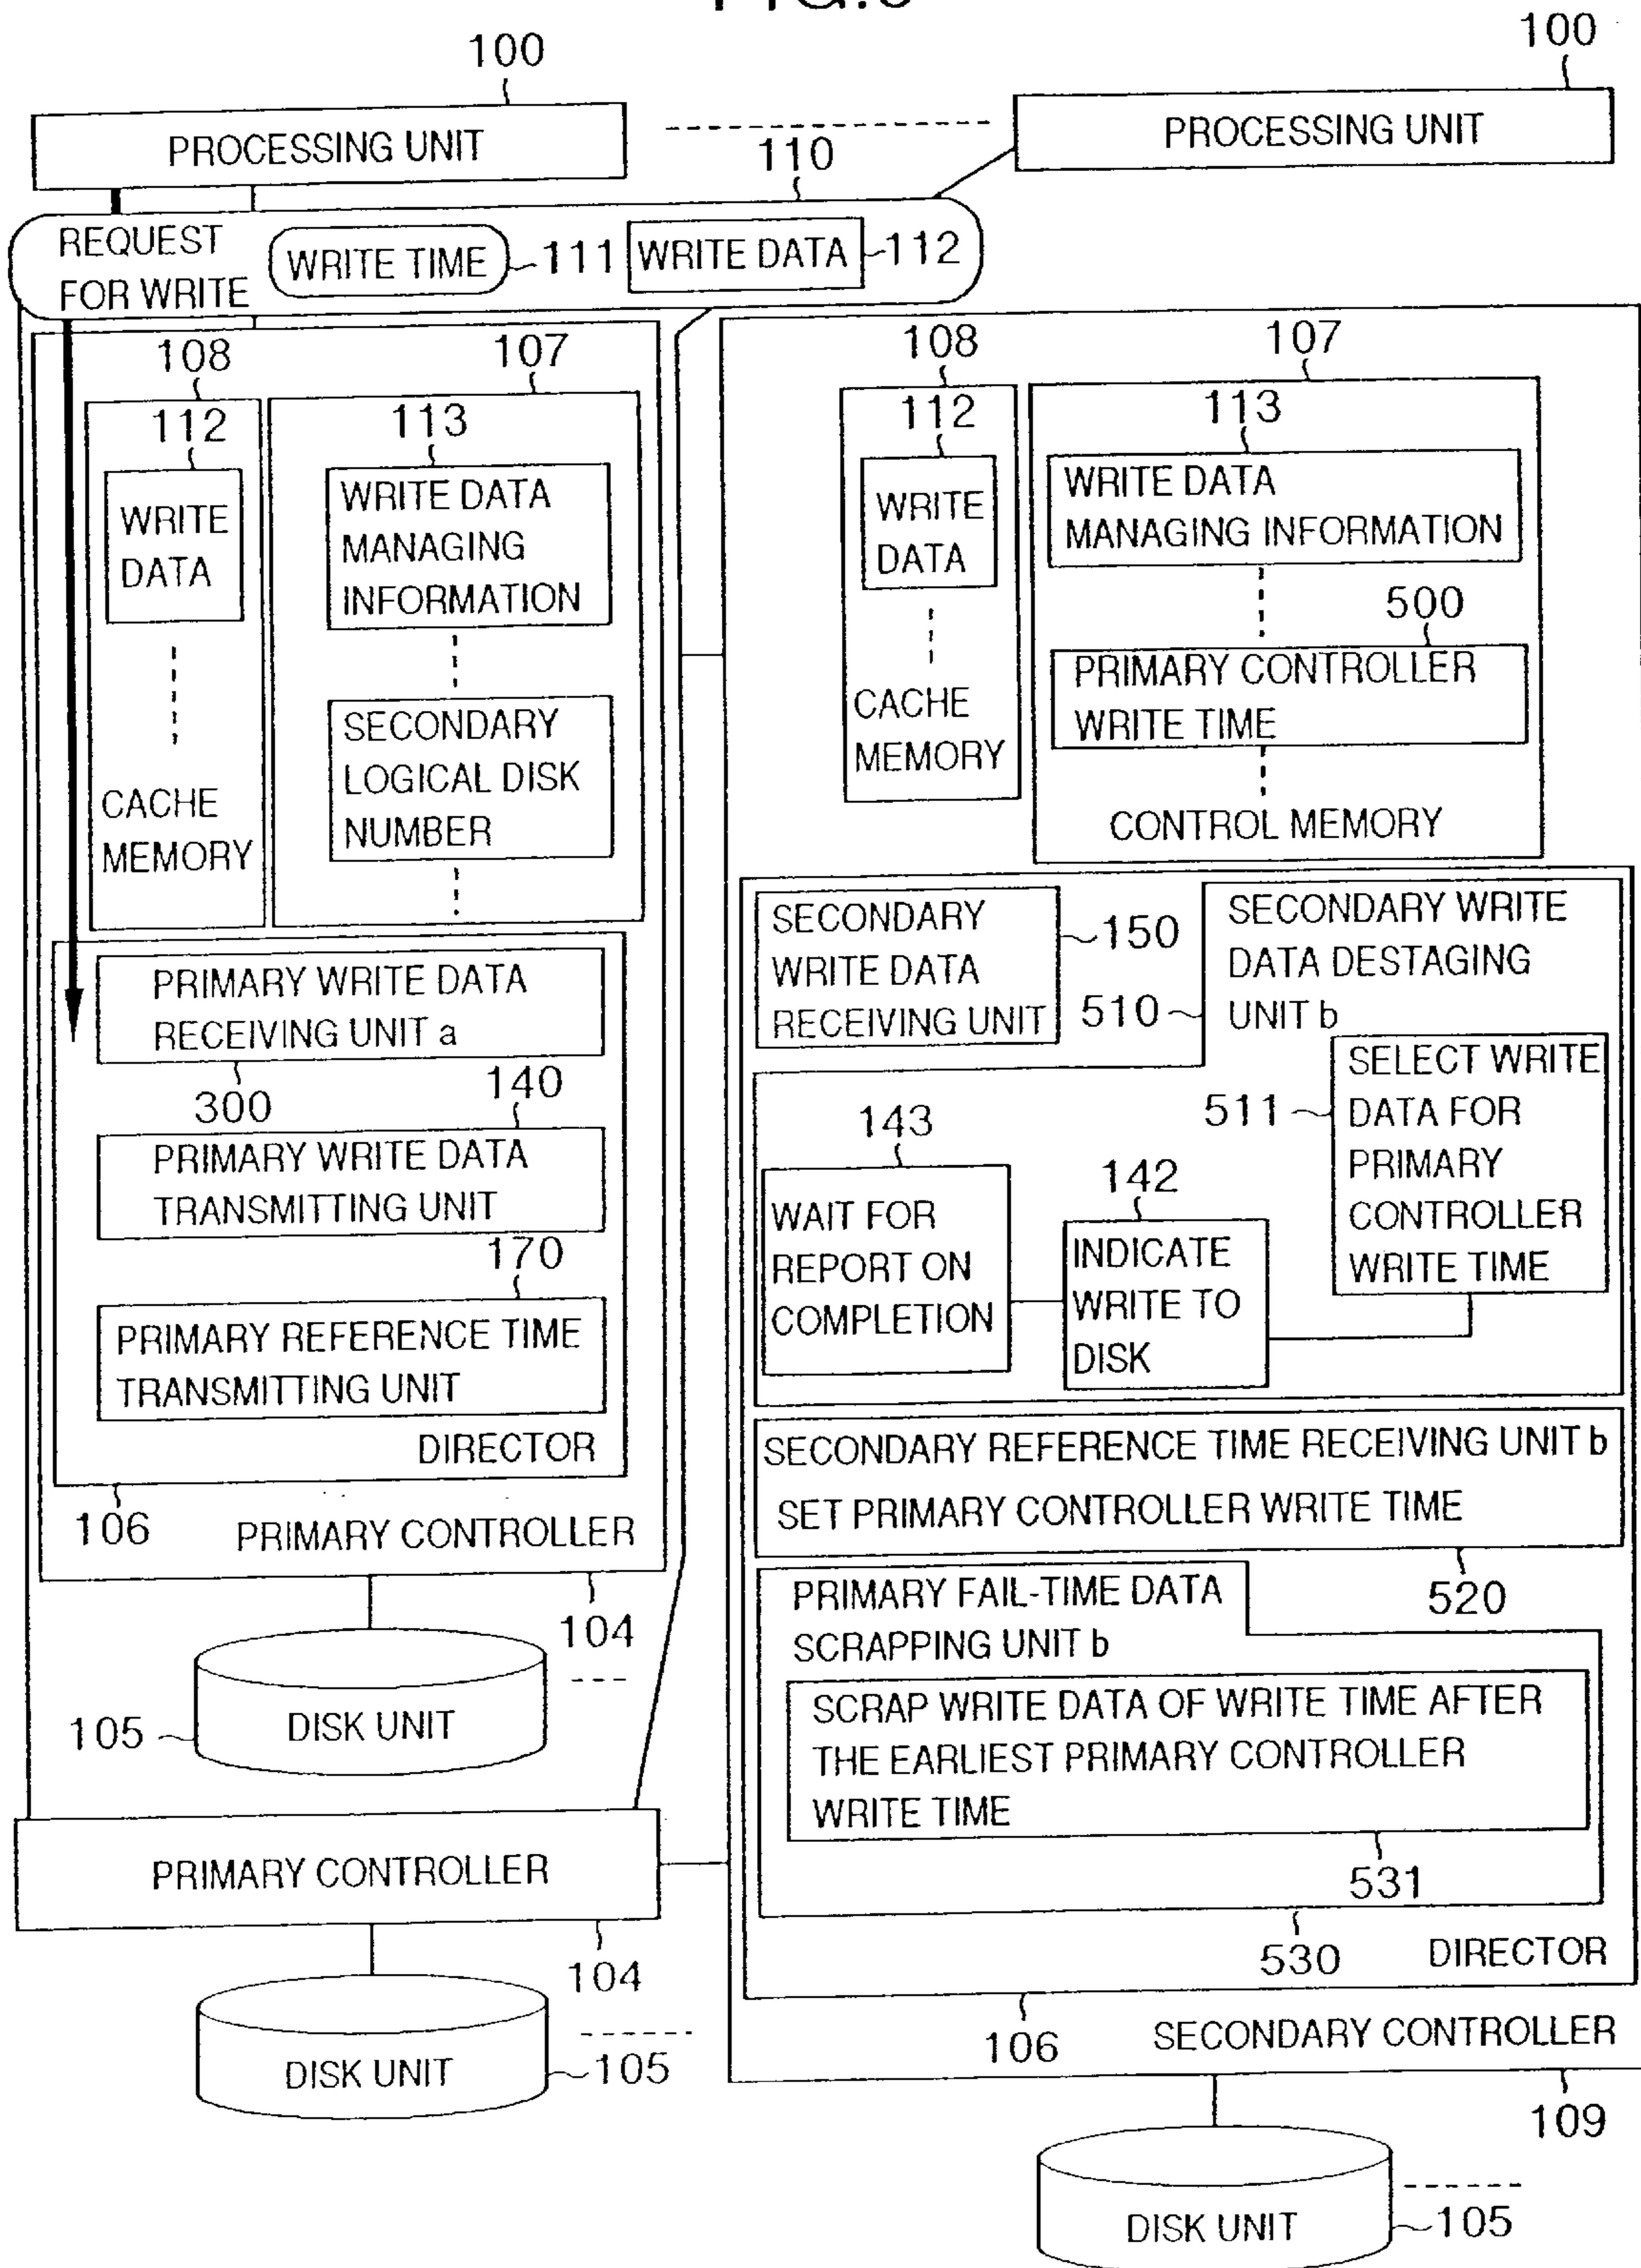 100
100
PROCESSING UNIT
PROCESSING UNIT
110
REQUEST
FOR WRITE
WRITE TIME
111
WRITE DATA
112
108
107
112
113
WRITE
DATA
WRITE DATA
MANAGING
INFORMATION
SECONDARY
LOGICAL DISK
NUMBER
CACHE
MEMORY
PRIMARY WRITE DATA
RECEIVING UNIT a
300
140
PRIMARY WRITE DATA
TRANSMITTING UNIT
170
PRIMARY REFERENCE TIME
TRANSMITTING UNIT
DIRECTOR
106
PRIMARY CONTROLLER
104
105
DISK UNIT
PRIMARY CONTROLLER
104
DISK UNIT
105
108
107
112
113
WRITE
DATA
WRITE DATA
MANAGING INFORMATION
500
PRIMARY CONTROLLER
WRITE TIME
CACHE
MEMORY
CONTROL MEMORY
SECONDARY
WRITE DATA
RECEIVING UNIT
150
510
SECONDARY WRITE
DATA DESTAGING
UNIT b
511
SELECT WRITE
DATA FOR
PRIMARY
CONTROLLER
WRITE TIME
143
WAIT FOR
REPORT ON
COMPLETION
142
INDICATE
WRITE TO
DISK
SECONDARY REFERENCE TIME RECEIVING UNIT b
SET PRIMARY CONTROLLER WRITE TIME
520
PRIMARY FAIL-TIME DATA
SCRAPPING UNIT b
SCRAP WRITE DATA OF WRITE TIME AFTER
THE EARLIEST PRIMARY CONTROLLER
WRITE TIME
531
530
DIRECTOR
106
SECONDARY CONTROLLER
109
DISK UNIT
105